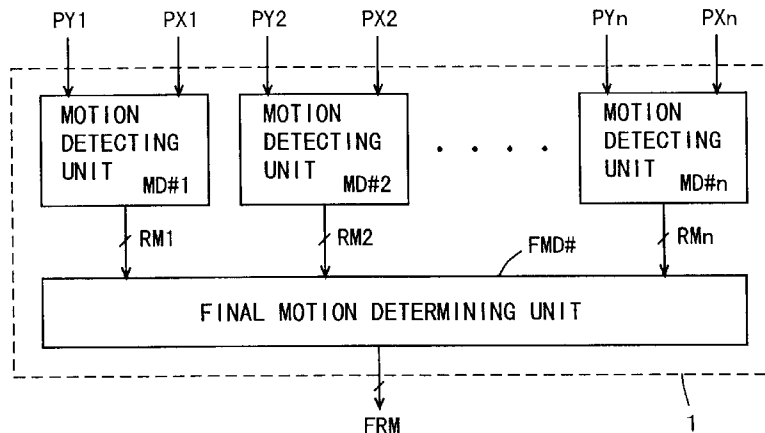 PY1 PX1 PY2 PX2 PYn PXn
MOTION DETECTING UNIT MD#1
MOTION DETECTING UNIT MD#2
. . . .
MOTION DETECTING UNIT MD#n
RM1 RM2 FMD# RMn
FINAL MOTION DETERMINING UNIT
FRM 1